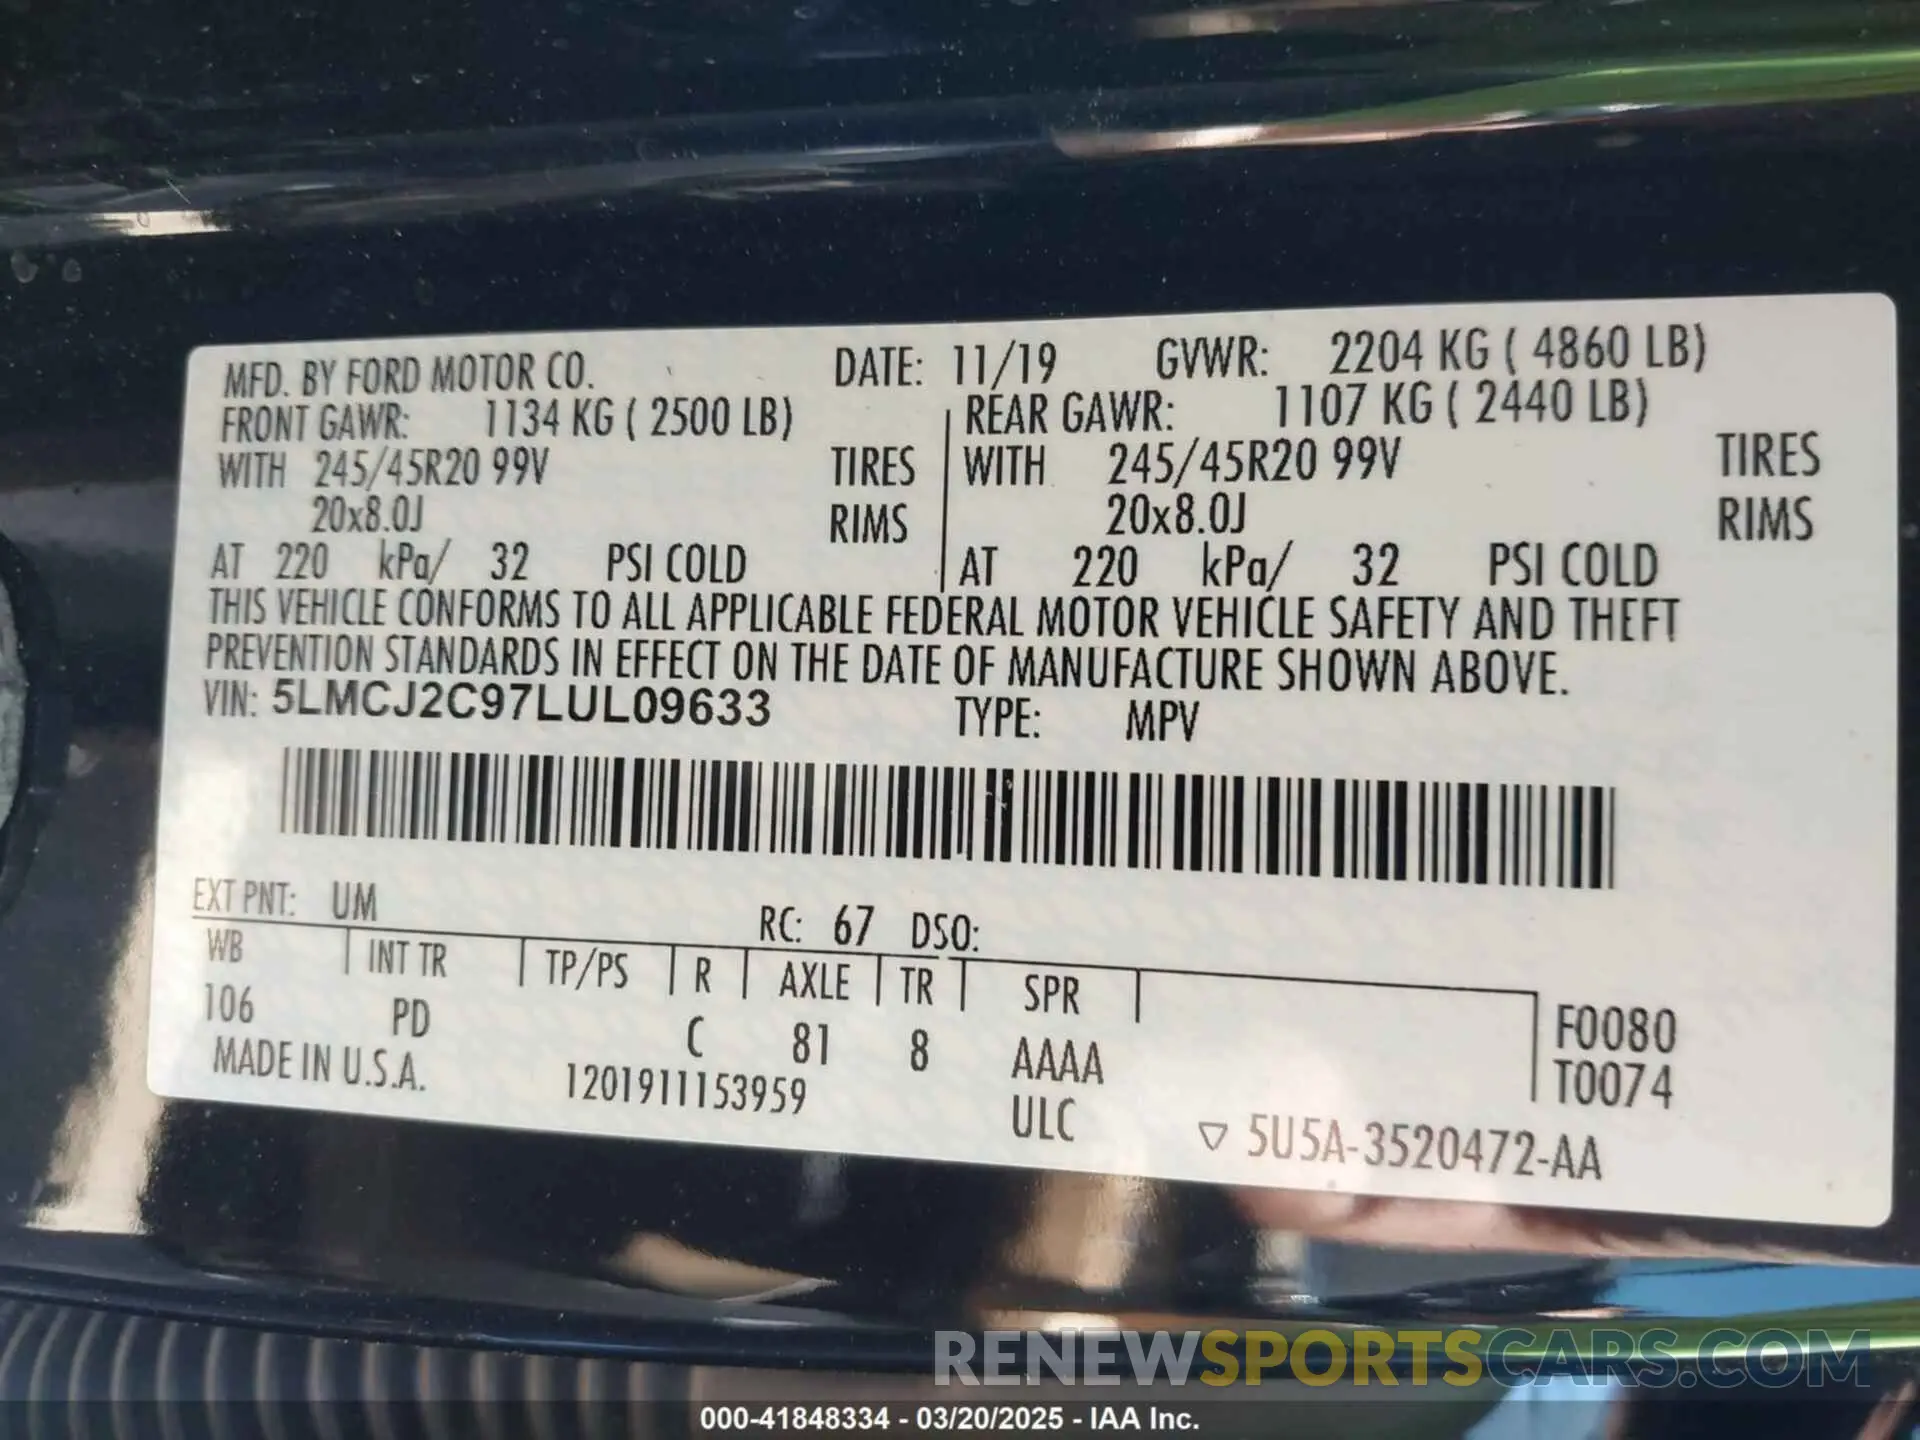 MFD. BY FORD MOTOR CO. DATE: 11/19 GVWR: 2204 KG ( 4860 LB)
FRONT GAWR: 1134 KG ( 2500 LB) REAR GAWR: 1107 KG ( 2440 LB)
WITH 245/45R20 99V TIRES WITH 245/45R20 99V TIRES
20x8.0J RIMS 20x8.0J RIMS
AT 220 kPa/ 32 PSI COLD AT 220 kPa/ 32 PSI COLD
THIS VEHICLE CONFORMS TO ALL APPLICABLE FEDERAL MOTOR VEHICLE SAFETY AND THEFT
PREVENTION STANDARDS IN EFFECT ON THE DATE OF MANUFACTURE SHOWN ABOVE.
VIN: 5LMCJ2C97LUL09633 TYPE: MPV
EXT PNT: UM RC: 67 DSO:
WB INT TR TP/PS R AXLE TR SPR
106 PD C 81 8 AAAA F0080
MADE IN U.S.A. 1201911153959 ULC T0074
▽ 5U5A-3520472-AA
RENEWSPORTSCARS.COM
000-41848334 - 03/20/2025 - IAA Inc.